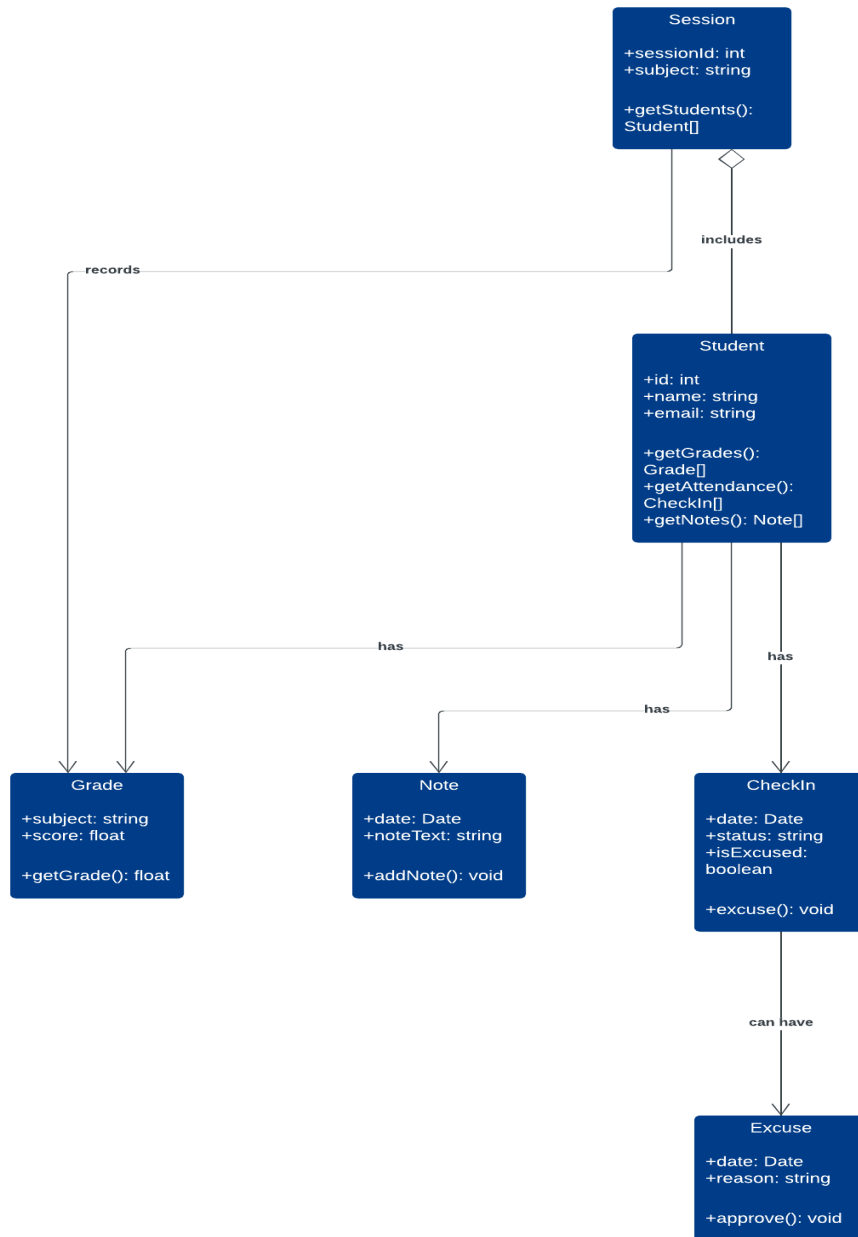 Session
+sessionId: int
+subject: string
+getStudents():
Student[]
includes
records
Student
+id: int
+name: string
+email: string
+getGrades():
Grade[]
+getAttendance():
CheckIn[]
+getNotes(): Note[]
has
has
has
Grade
+subject: string
+score: float
+getGrade(): float
Note
+date: Date
+noteText: string
+addNote(): void
CheckIn
+date: Date
+status: string
+isExcused:
boolean
+excuse(): void
can have
Excuse
+date: Date
+reason: string
+approve(): void